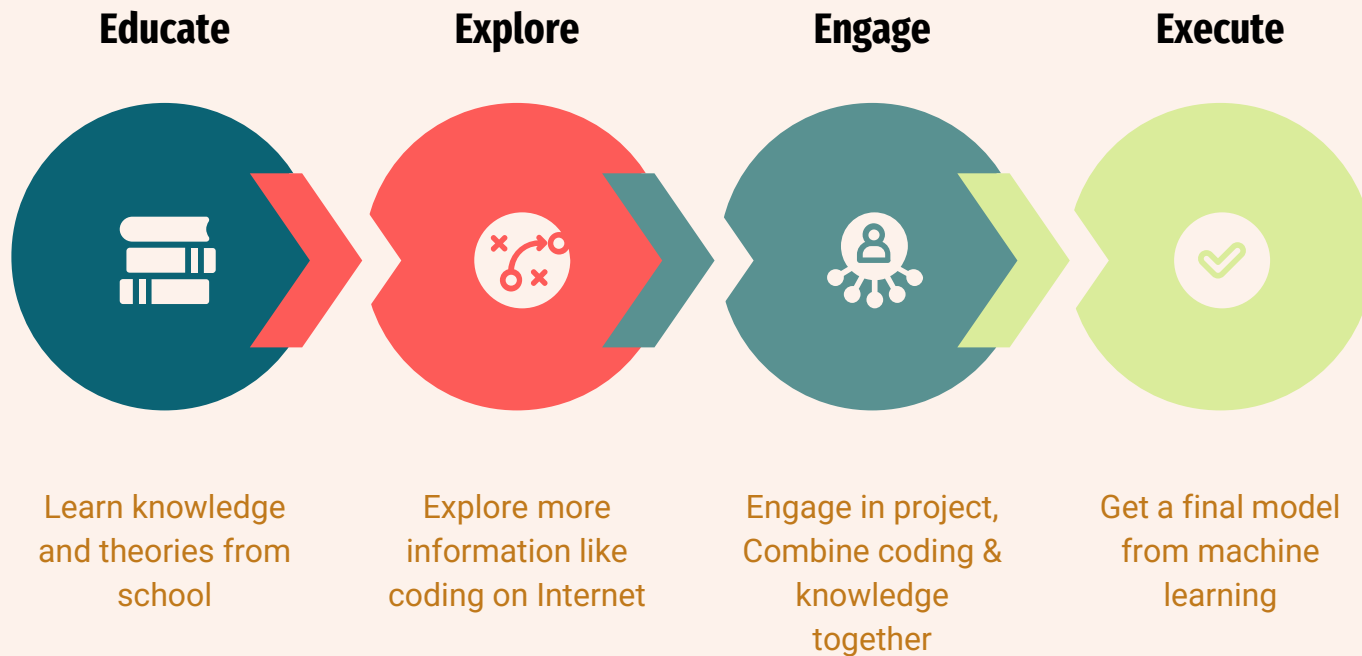 Educate
Explore
Engage
Execute
Learn knowledge
and theories from
school
Explore more
information like
coding on Internet
Engage in project,
Combine coding &
knowledge
together
Get a final model
from machine
learning